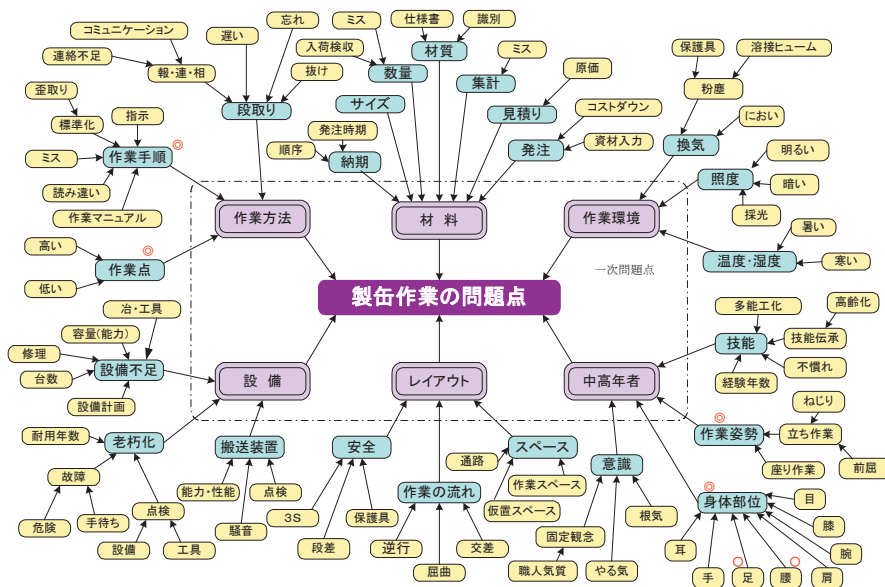 コミュニケーション
連絡不足
報・連・相
遅い
忘れ
抜け
段取り
歪取り
標準化
指示
作業手順
◎
ミス
読み違い
作業マニュアル
高い
◎
作業点
低い
作業方法
ミス
入荷検収
数量
仕様書
識別
材質
サイズ
発注時期
順序
納期
ミス
集計
原価
見積り
コストダウン
発注
資材入力
材 料
保護具
溶接ヒューム
粉塵
におい
換気
明るい
照度
暗い
採光
暑い
温度・湿度
寒い
作業環境
一次問題点
製缶作業の問題点
冶・工具
容量(能力)
修理
設備不足
台数
設備計画
設 備
耐用年数
老朽化
故障
危険
手待ち
点検
設備
工具
搬送装置
能力・性能
点検
騒音
レイアウト
安全
3S
段差
保護具
作業の流れ
逆行
屈曲
交差
スペース
通路
作業スペース
仮置スペース
中高年者
意識
固定観念
根気
職人気質
やる気
多能工化
高齢化
技能
技能伝承
不慣れ
経験年数
ねじり
◎
作業姿勢
立ち作業
座り作業
前屈
◎
身体部位
目
膝
腕
肩
耳
手
○
足
○
腰